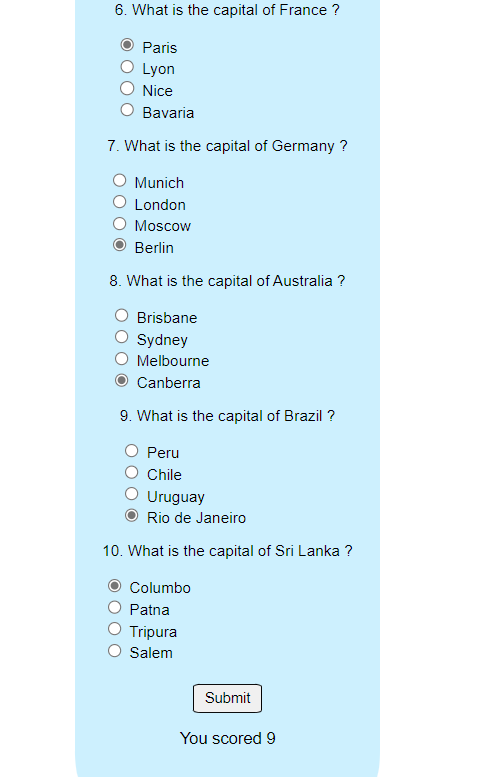 6. What is the capital of France ?
Paris
Lyon
Nice
Bavaria
7. What is the capital of Germany ?
Munich
London
Moscow
Berlin
8. What is the capital of Australia ?
Brisbane
Sydney
Melbourne
Canberra
9. What is the capital of Brazil ?
Peru
Chile
Uruguay
Rio de Janeiro
10. What is the capital of Sri Lanka ?
Columbo
Patna
Tripura
Salem
Submit
You scored 9